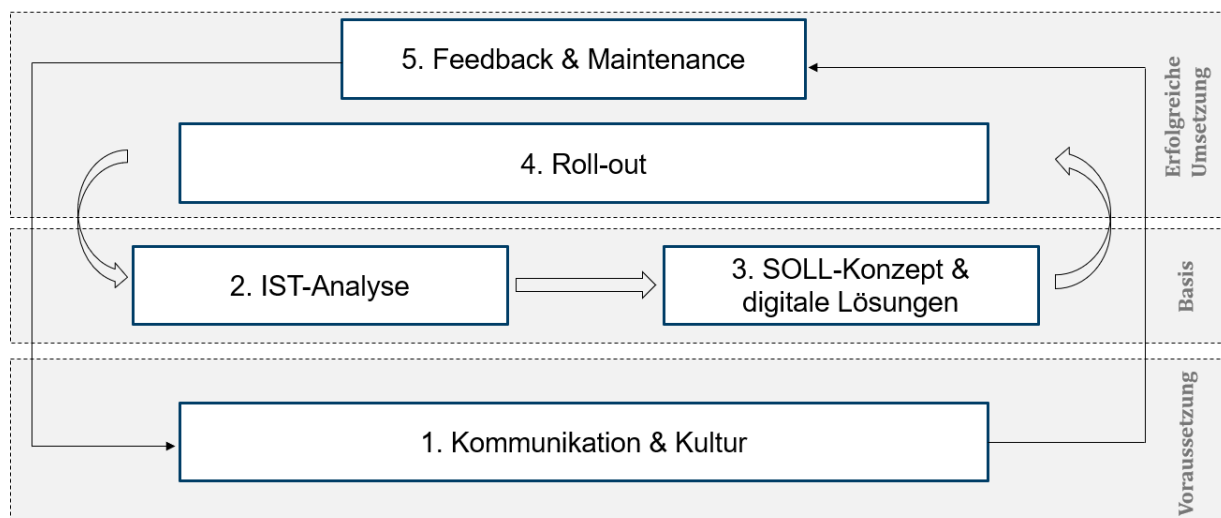 5. Feedback & Maintenance
4. Roll-out
Erfolgreiche
Umsetzung
2. IST-Analyse
3. SOLL-Konzept &
digitale Lösungen
Basis
1. Kommunikation & Kultur
Voraussetzung